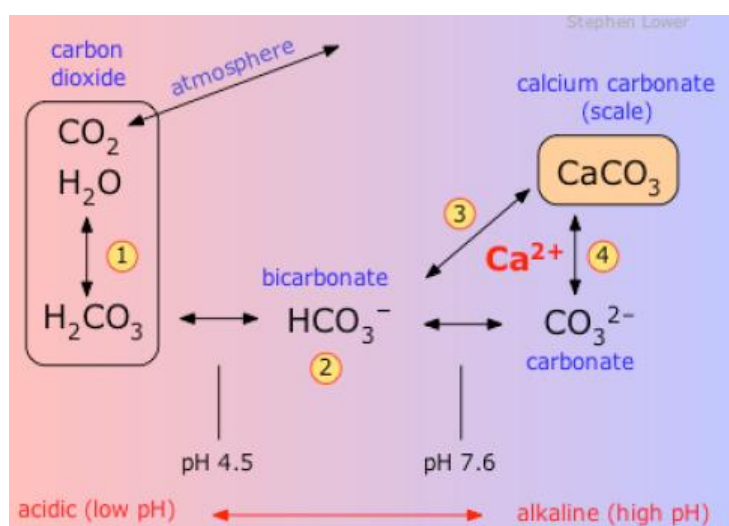 Stephen Lower
carbon
dioxide
atmosphere
calcium carbonate
(scale)
CO₂
H₂O
CaCO₃
1
3
Ca²⁺
4
bicarbonate
H₂CO₃
HCO₃⁻
CO₃²⁻
2
carbonate
pH 4.5
pH 7.6
acidic (low pH)
alkaline (high pH)